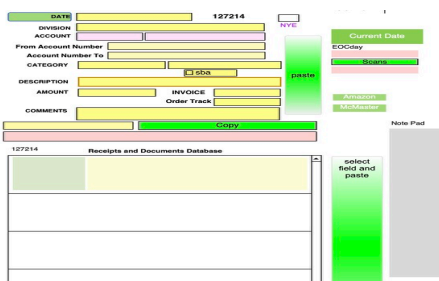 DATE 127214
NYE
DIVISION
Current Date
ACCOUNT
From Account Number
EOCday
Account Number To
Scans
CATEGORY
sba
paste
DESCRIPTION
AMOUNT INVOICE
Amazon
Order Track
McMaster
COMMENTS
Copy
Note Pad
127214 Receipts and Documents Database
select
field and
paste